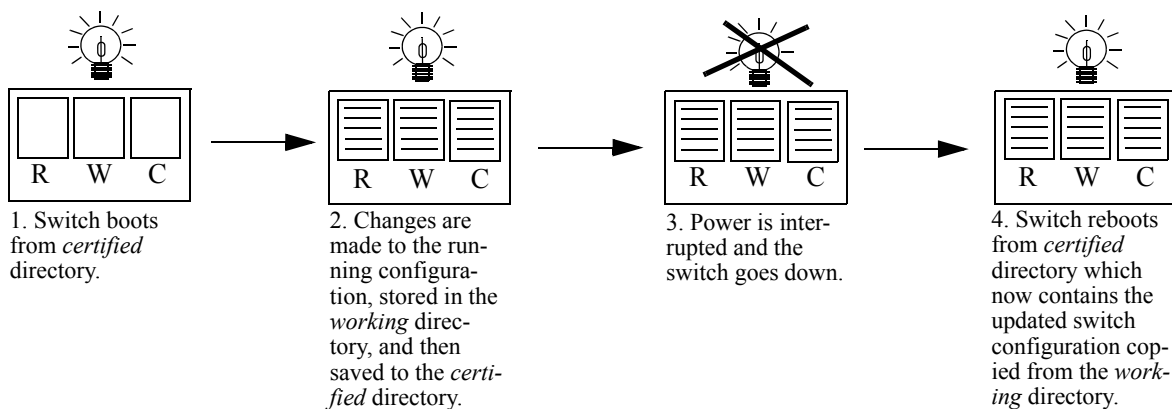 R W C
1. Switch boots
from certified
directory.
R W C
2. Changes are
made to the run-
ning configura-
tion, stored in the
working direc-
tory, and then
saved to the certi-
fied directory.
R W C
3. Power is inter-
rupted and the
switch goes down.
R W C
4. Switch reboots
from certified
directory which
now contains the
updated switch
configuration cop-
ied from the work-
ing directory.